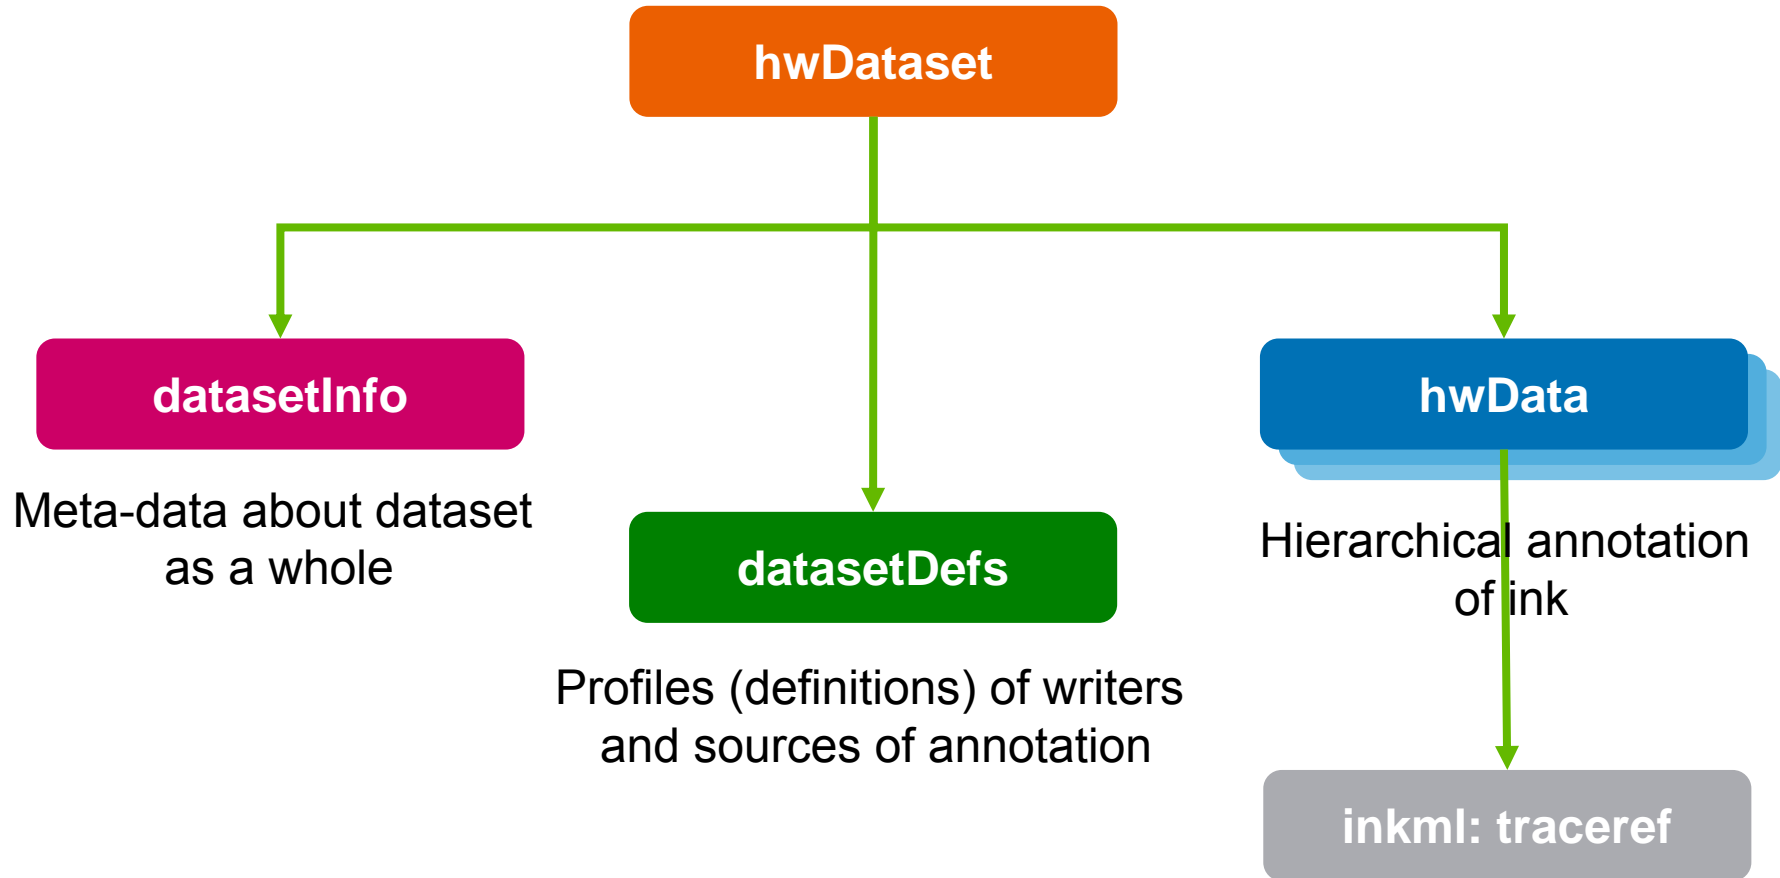 hwDataset
datasetInfo
hwData
Meta-data about dataset
as a whole
datasetDefs
Hierarchical annotation
of ink
Profiles (definitions) of writers
and sources of annotation
inkml: traceref